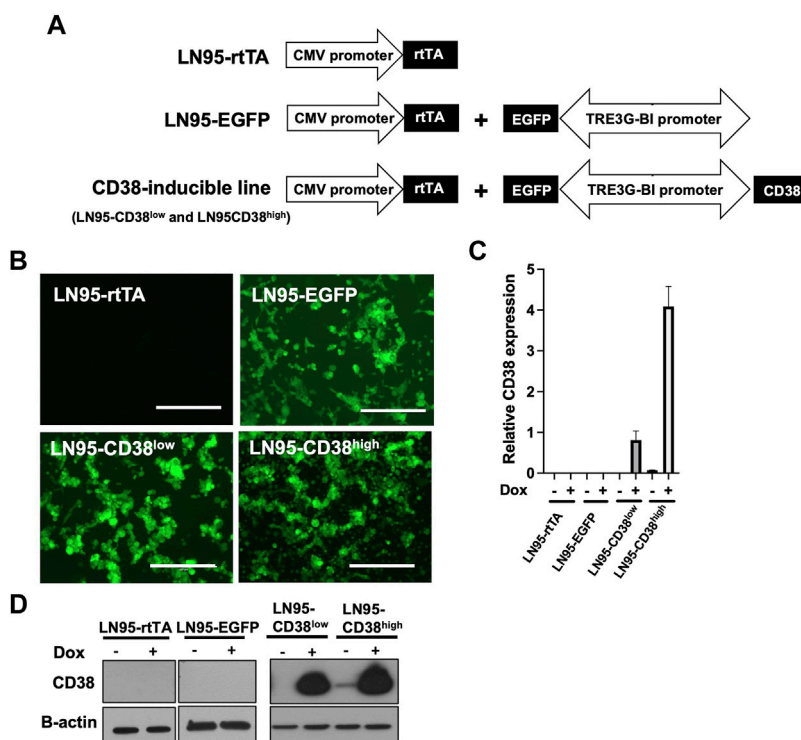 A
LN95-rtTA
CMV promoter
rtTA
LN95-EGFP
CMV promoter
rtTA
+
EGFP
TRE3G-BI promoter
CD38-inducible line
(LN95-CD38low and LN95CD38high)
CMV promoter
rtTA
+
EGFP
TRE3G-BI promoter
CD38
B
LN95-rtTA
LN95-EGFP
LN95-CD38low
LN95-CD38high
C
Relative CD38 expression
5
4
3
2
1
0
Dox
- + - + - + - +
LN95-rtTA
LN95-EGFP
LN95-CD38low
LN95-CD38high
D
LN95-rtTA
LN95-EGFP
LN95-
CD38low
LN95-
CD38high
Dox
- + - + - + - +
CD38
B-actin